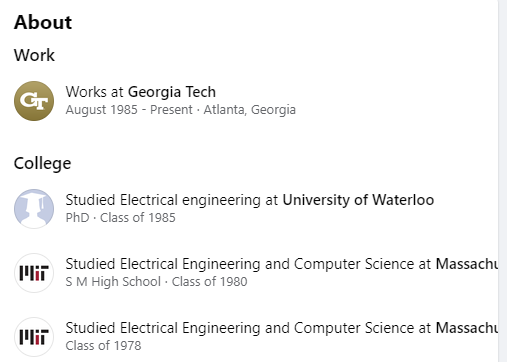 About
Work
Works at Georgia Tech
August 1985 - Present · Atlanta, Georgia
College
Studied Electrical engineering at University of Waterloo
PhD · Class of 1985
Studied Electrical Engineering and Computer Science at Massachu
S M High School · Class of 1980
Studied Electrical Engineering and Computer Science at Massachu
Class of 1978